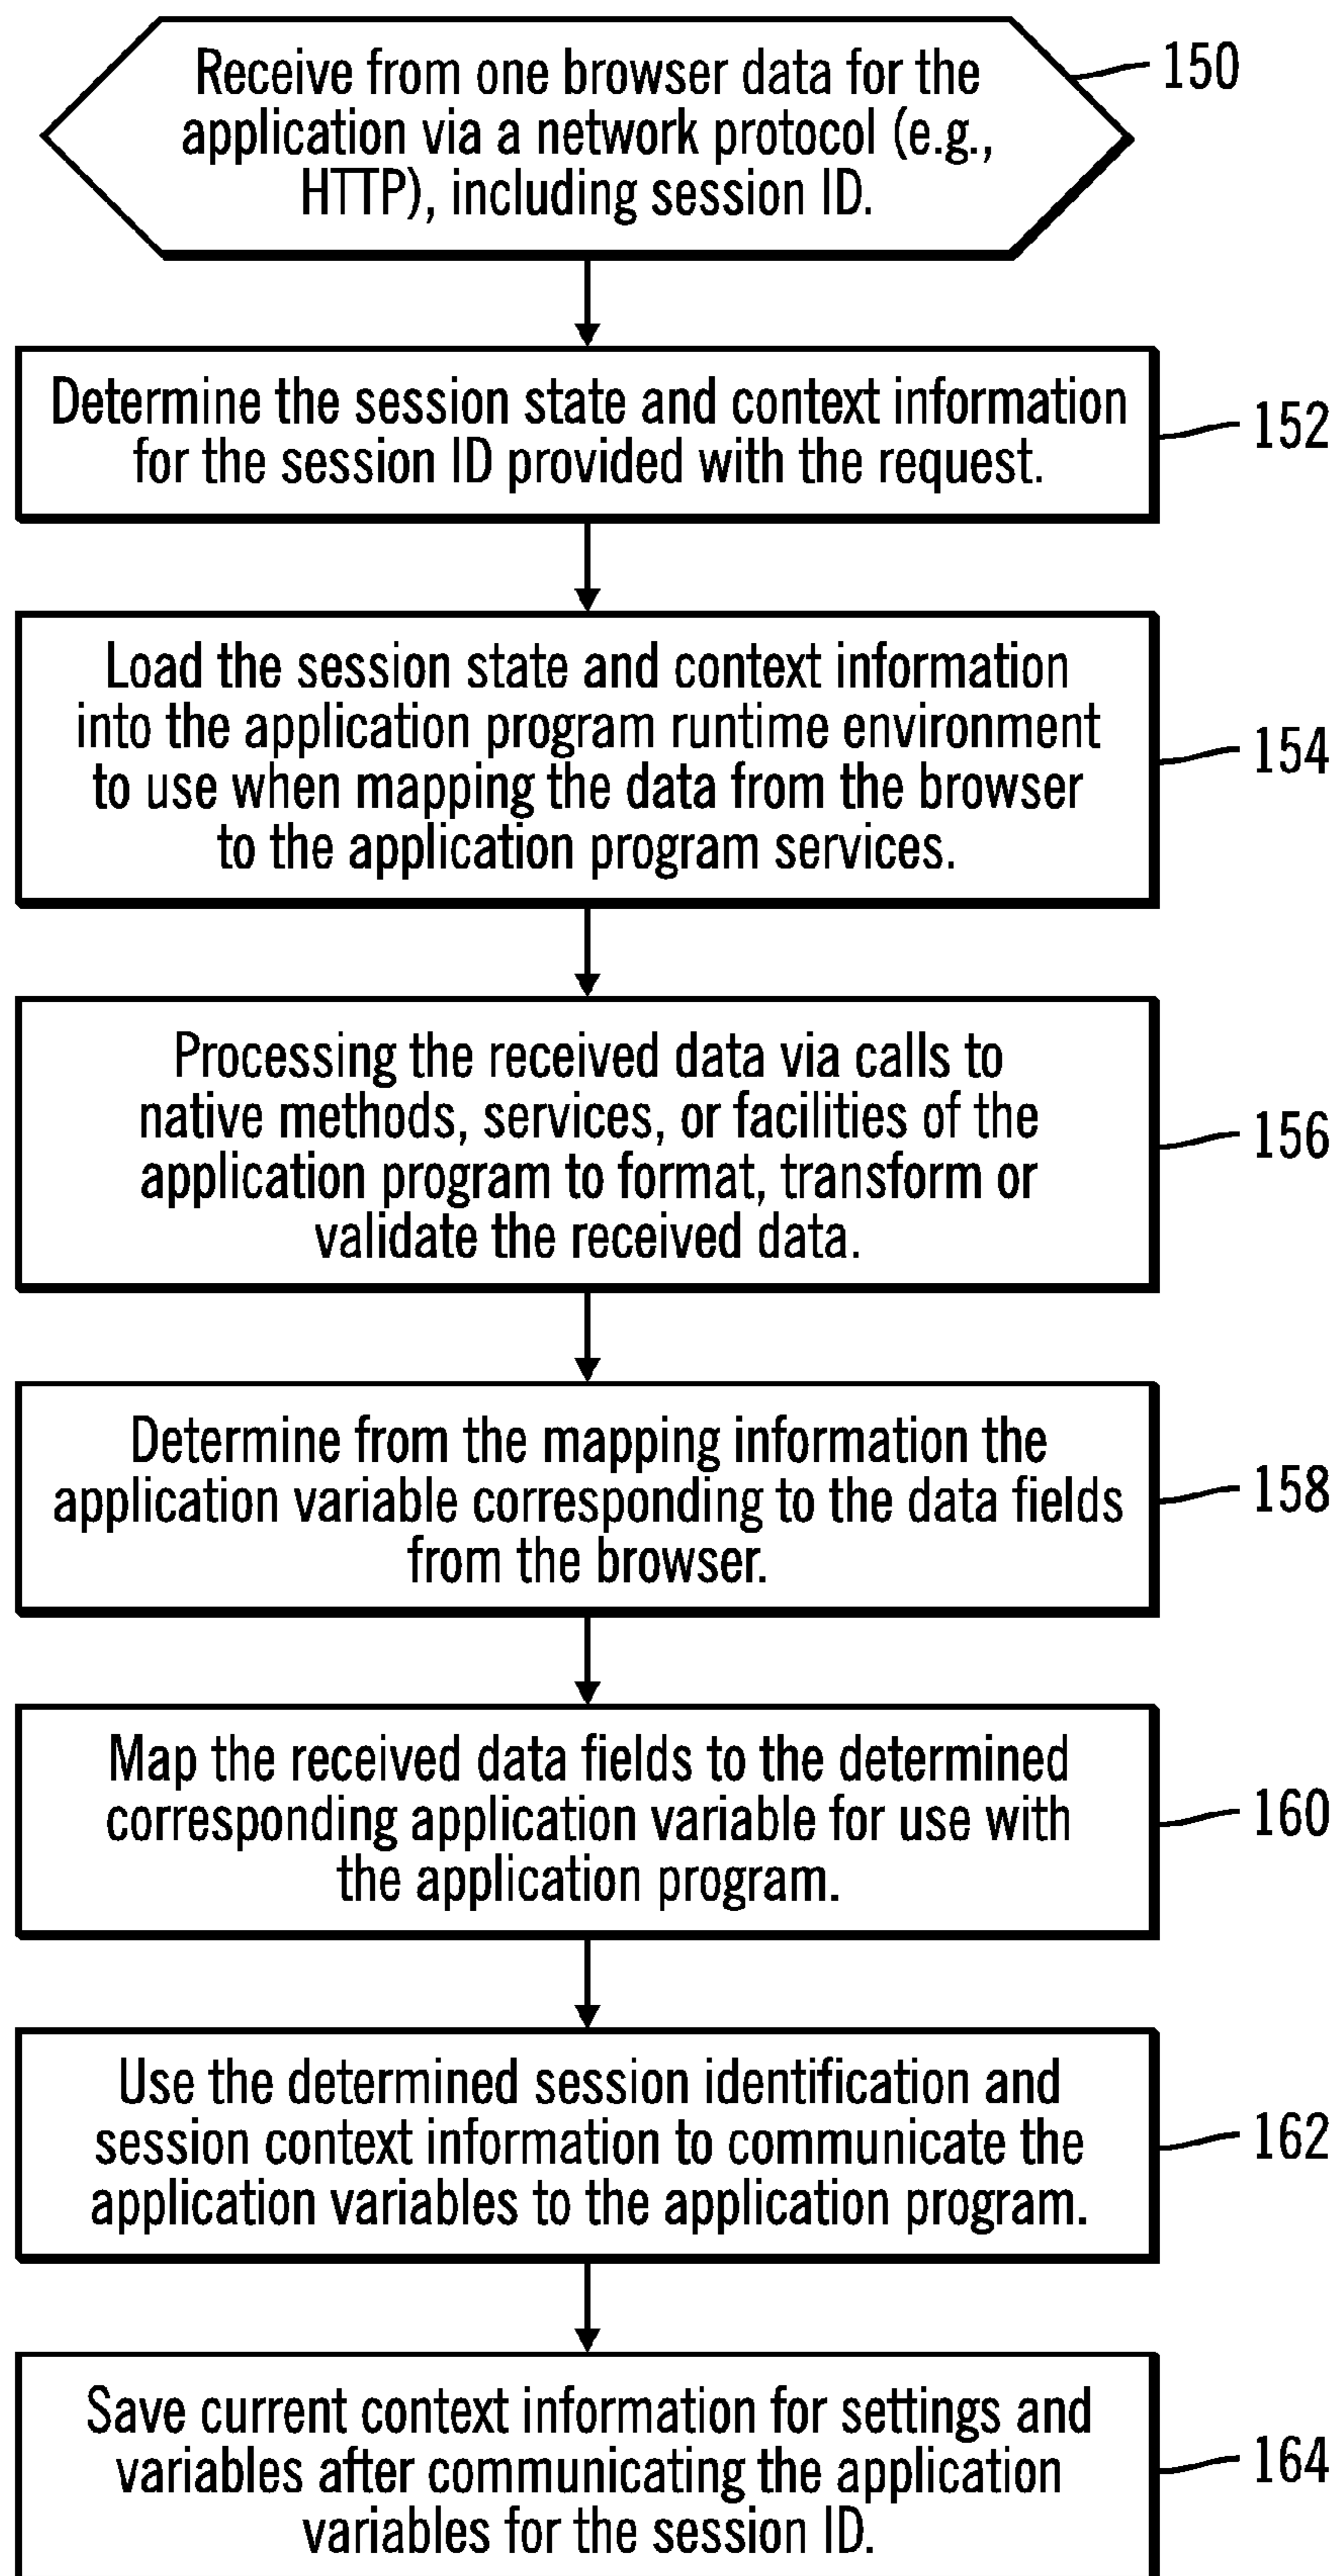 Receive from one browser data for the
application via a network protocol (e.g.,
HTTP), including session ID.
150
Determine the session state and context information
for the session ID provided with the request.
152
Load the session state and context information
into the application program runtime environment
to use when mapping the data from the browser
to the application program services.
154
Processing the received data via calls to
native methods, services, or facilities of the
application program to format, transform or
validate the received data.
156
Determine from the mapping information the
application variable corresponding to the data fields
from the browser.
158
Map the received data fields to the determined
corresponding application variable for use with
the application program.
160
Use the determined session identification and
session context information to communicate the
application variables to the application program.
162
Save current context information for settings and
variables after communicating the application
variables for the session ID.
164